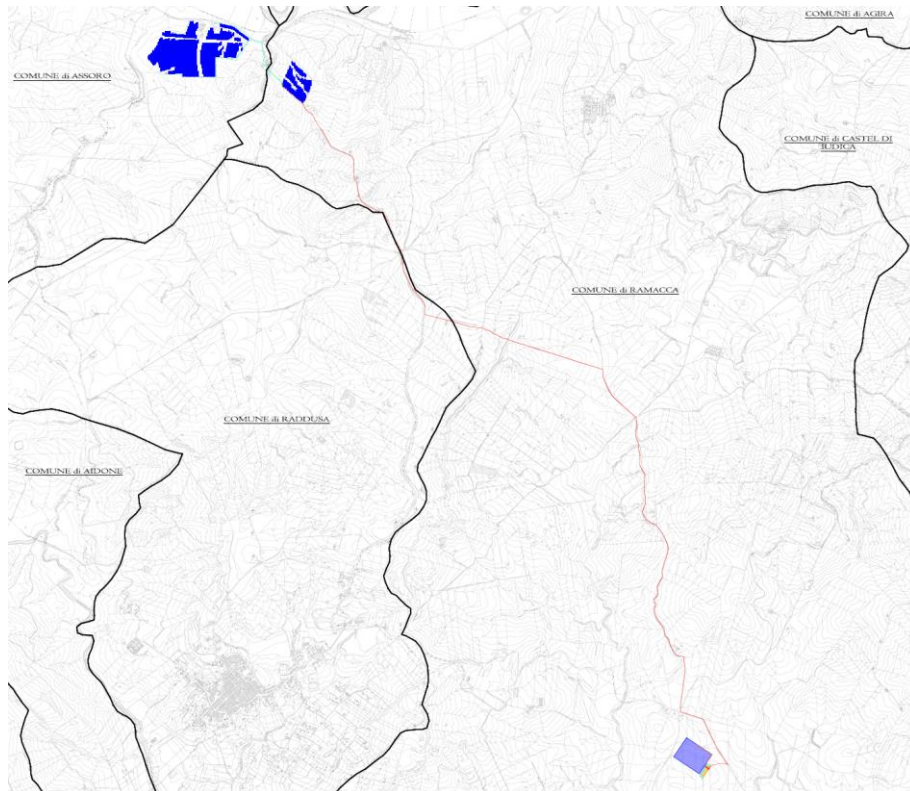 COMUNE di AGIRA
COMUNE di ASSORO
COMUNE di CASTEL DI
IUDICA
COMUNE di RAMACCA
COMUNE di RADDUSA
COMUNE di AIDONE